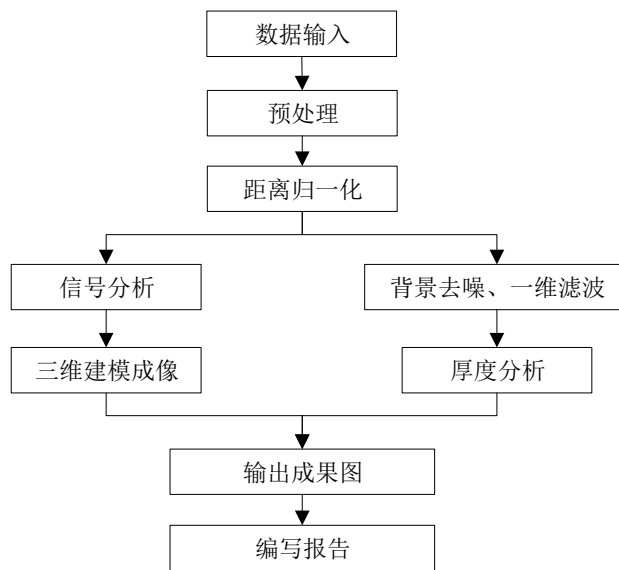 数据输入
预处理
距离归一化
信号分析
背景去噪、一维滤波
三维建模成像
厚度分析
输出成果图
编写报告